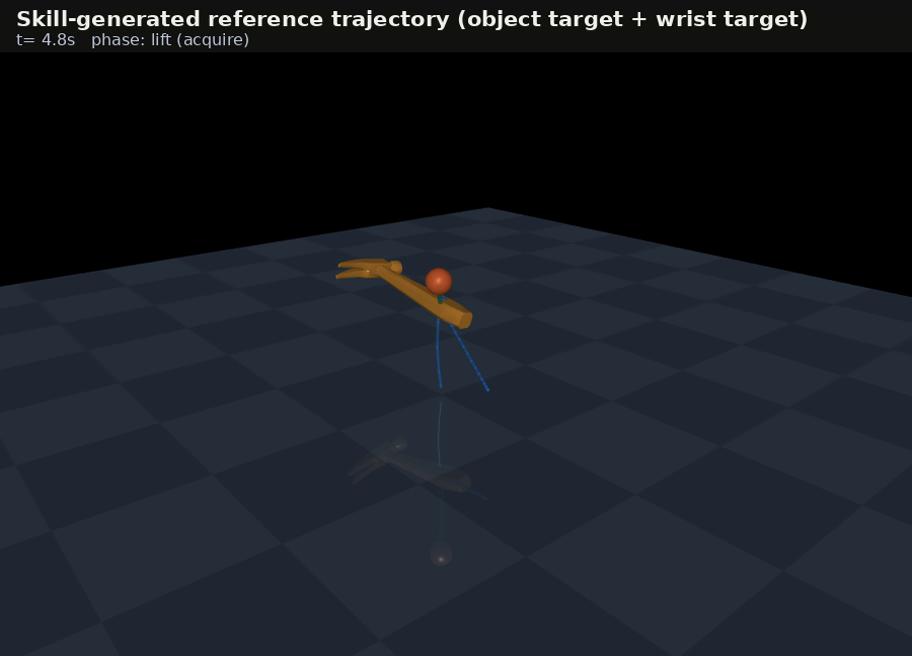 Skill-generated reference trajectory (object target + wrist target)
t= 4.8s phase: lift (acquire)